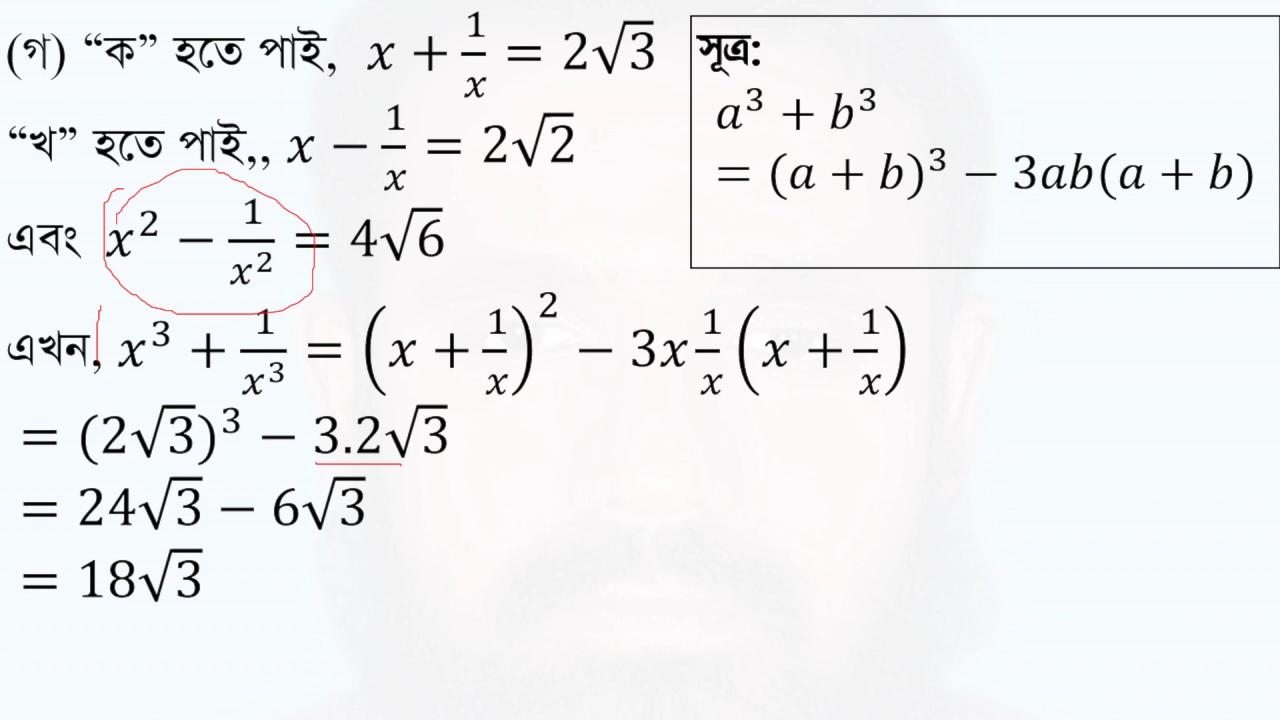 (গ) “ক” হতে পাই, x + 1/x = 2√3
“খ” হতে পাই,, x − 1/x = 2√2
এবং x² − 1/x² = 4√6
এখন, x³ + 1/x³ = (x + 1/x)² − 3x 1/x (x + 1/x)
= (2√3)³ − 3.2√3
= 24√3 − 6√3
= 18√3
সূত্র:
a³ + b³
= (a + b)³ − 3ab(a + b)